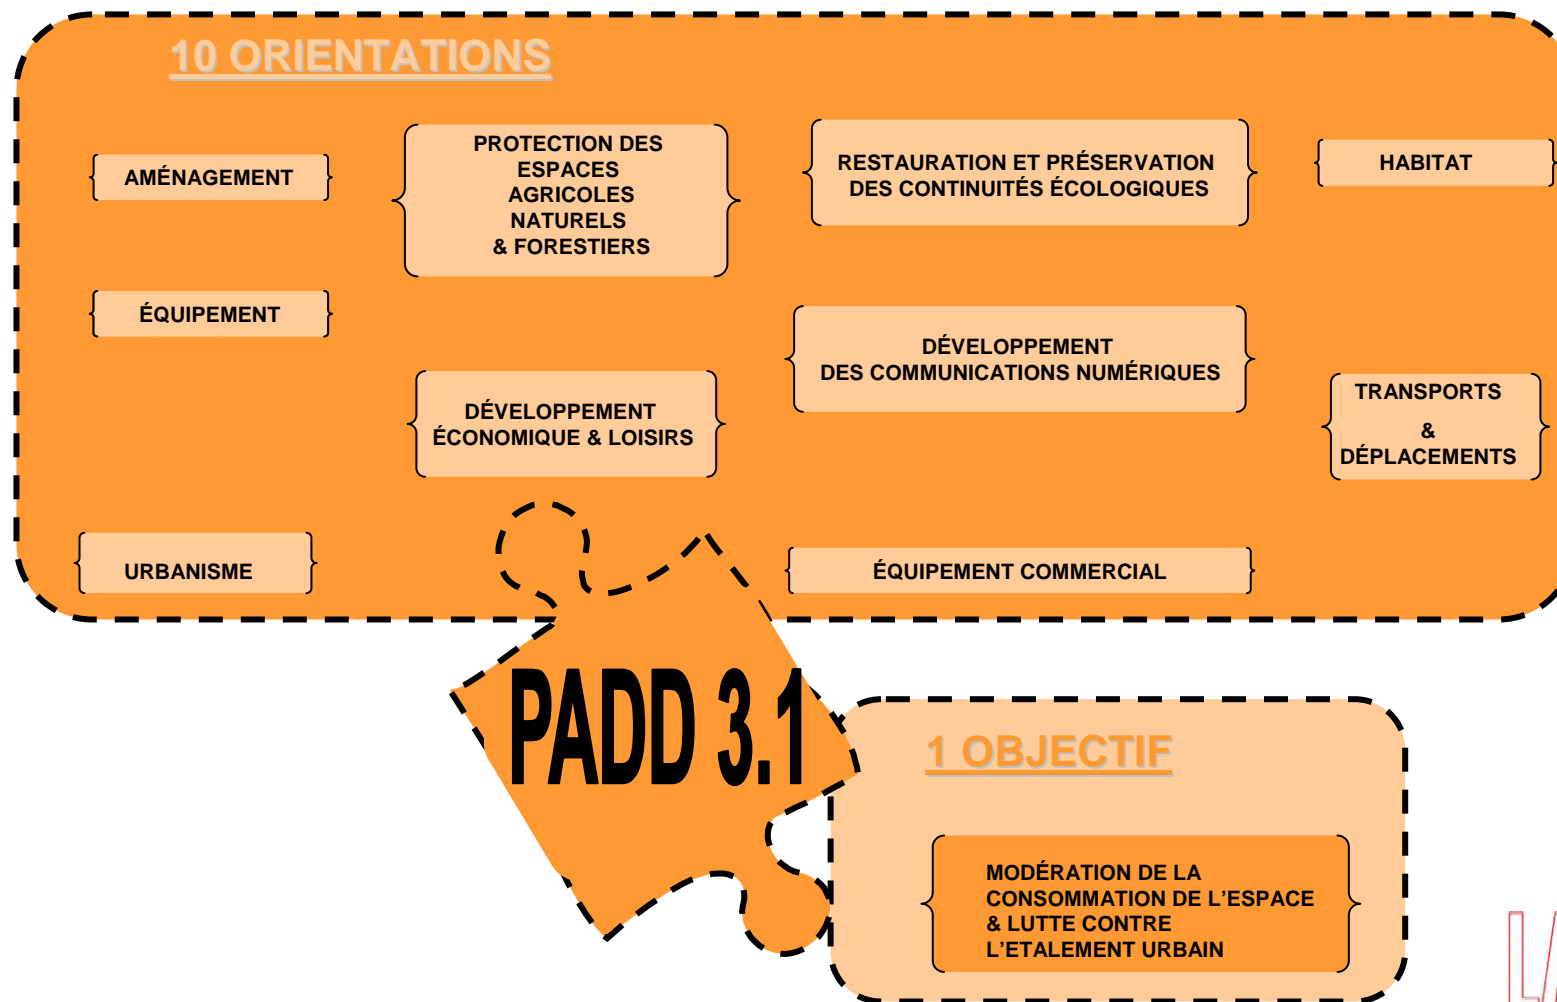 10 ORIENTATIONS
AMÉNAGEMENT
ÉQUIPEMENT
URBANISME
PROTECTION DES
ESPACES
AGRICOLES
NATURELS
& FORESTIERS
DÉVELOPPEMENT
ÉCONOMIQUE & LOISIRS
RESTAURATION ET PRÉSERVATION
DES CONTINUITÉS ÉCOLOGIQUES
DÉVELOPPEMENT
DES COMMUNICATIONS NUMÉRIQUES
ÉQUIPEMENT COMMERCIAL
HABITAT
TRANSPORTS
&
DÉPLACEMENTS
PADD 3.1
1 OBJECTIF
MODÉRATION DE LA
CONSOMMATION DE L’ESPACE
& LUTTE CONTRE
L’ETALEMENT URBAIN